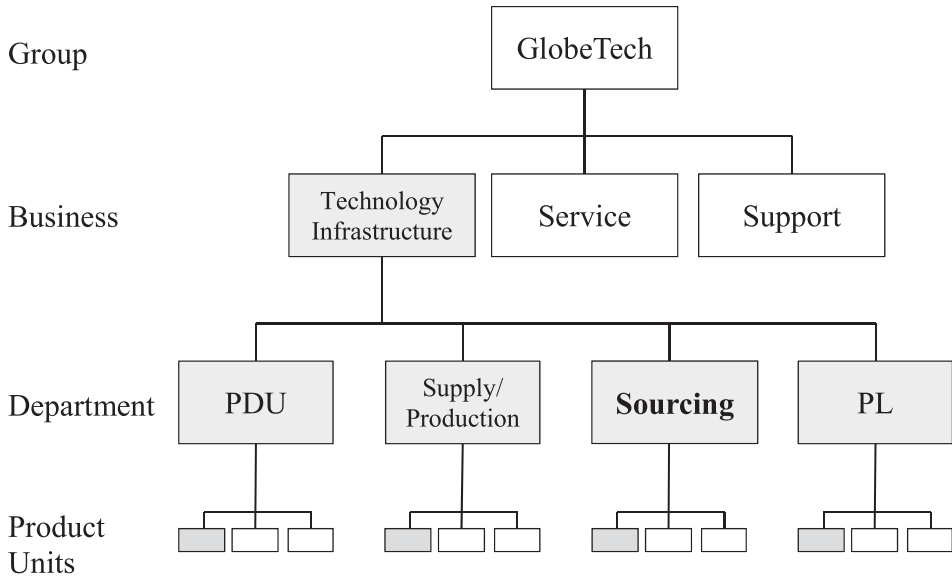 Group
GlobeTech
Business
Technology
Infrastructure
Service
Support
Department
PDU
Supply/
Production
Sourcing
PL
Product
Units